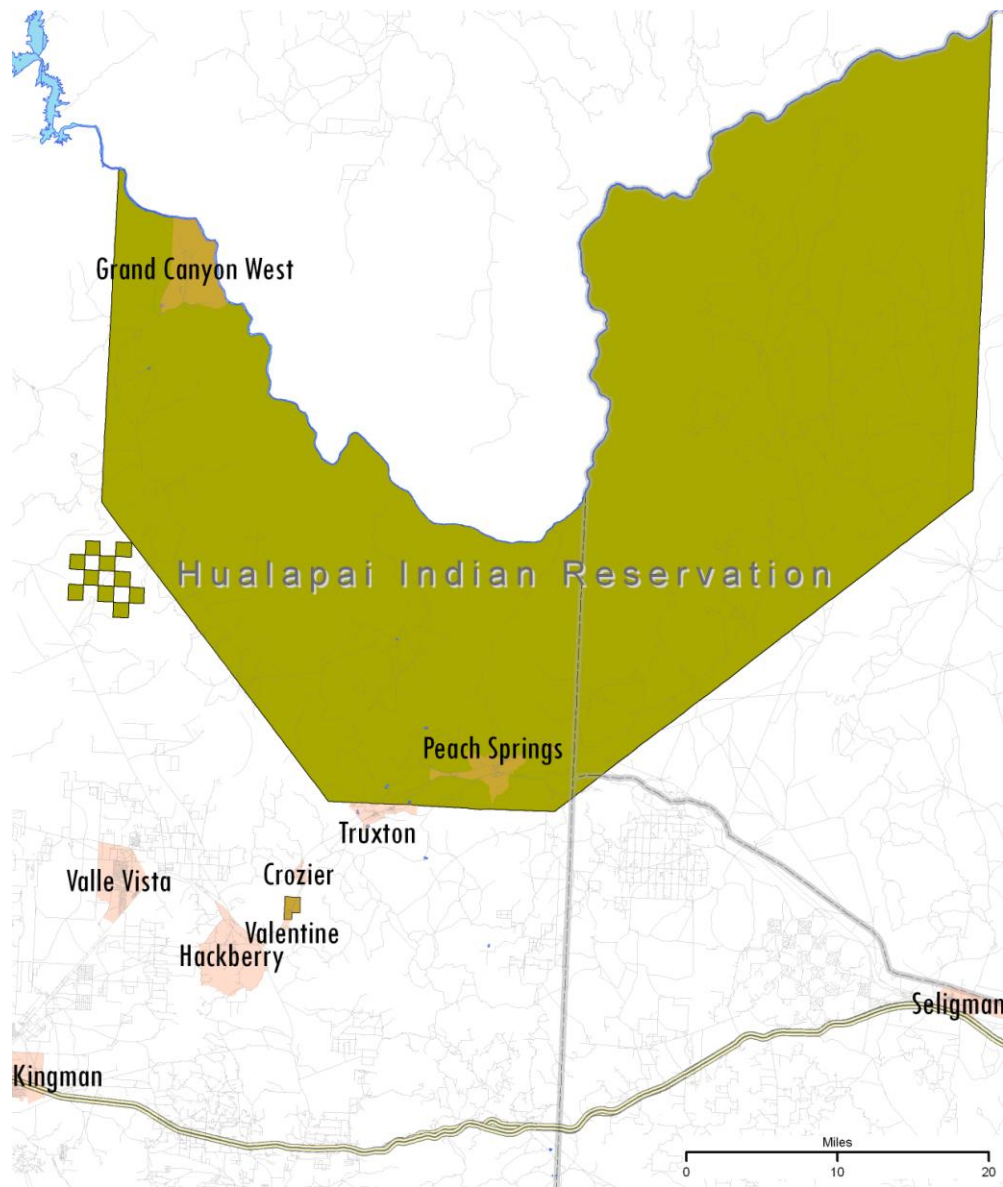 Grand Canyon West
Hualapai Indian Reservation
Peach Springs
Truxton
Crozier
Valle Vista
Valentine
Hackberry
Seligman
Kingman
Miles
0 10 20